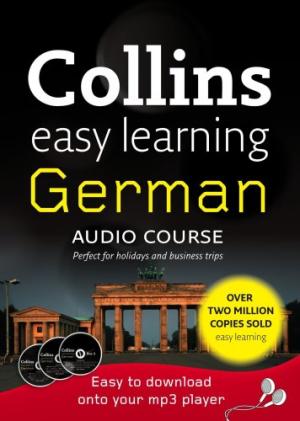 Collins
easy learning
German
AUDIO COURSE
Perfect for holidays and business trips
OVER
TWO MILLION
COPIES SOLD
easy learning
Easy to download
onto your mp3 player